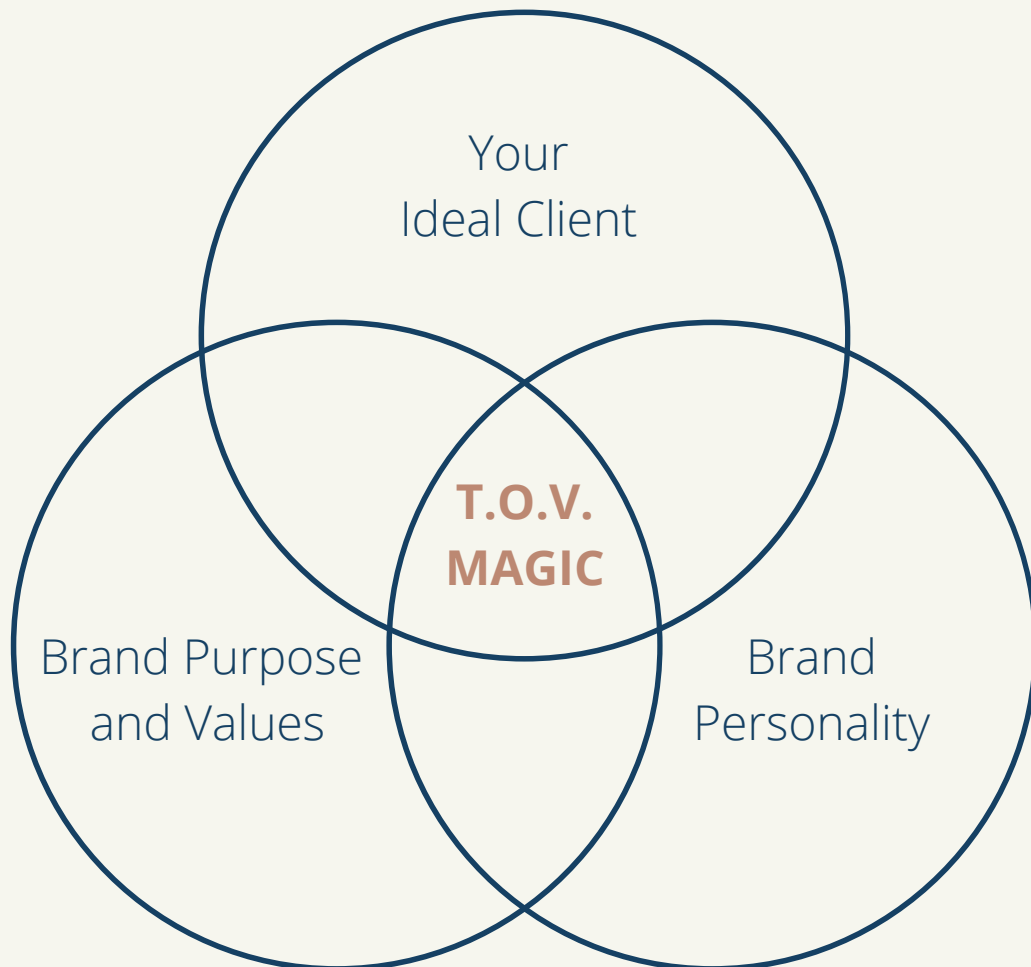 Your
Ideal Client
T.O.V.
MAGIC
Brand Purpose
and Values
Brand
Personality